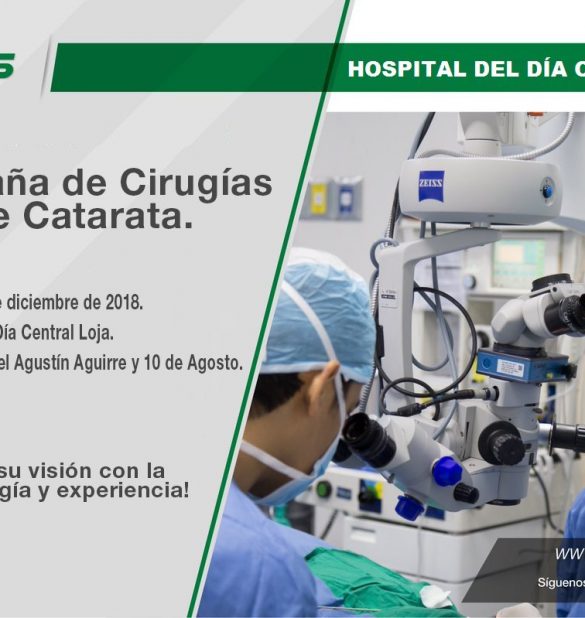 HOSPITAL DEL DÍA C
aña de Cirugías
e Catarata.
e diciembre de 2018.
Día Central Loja.
el Agustín Aguirre y 10 de Agosto.
su visión con la
gía y experiencia!
ZEISS
WW
Síguenos